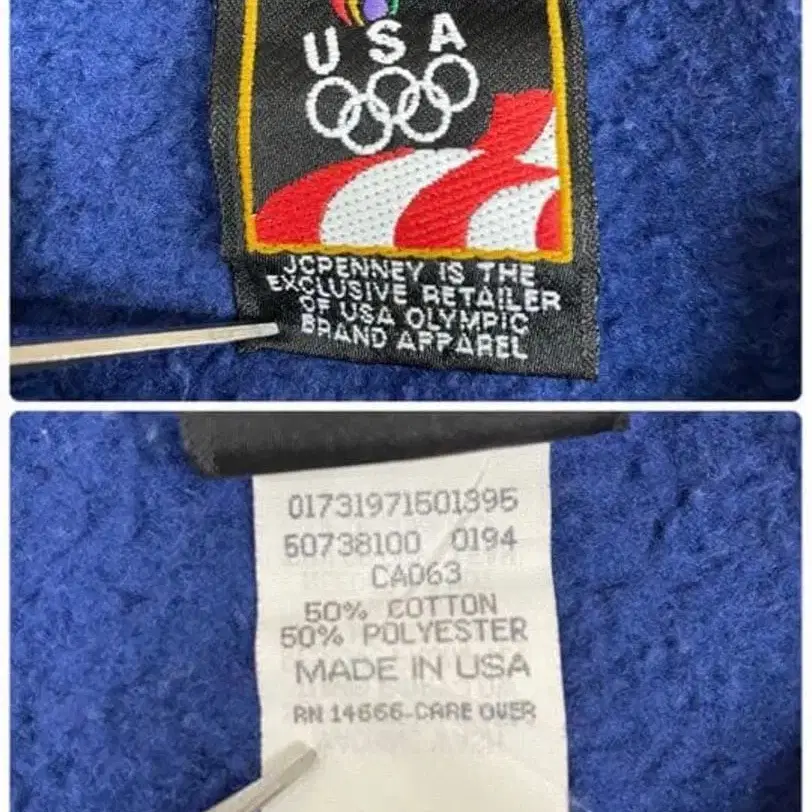 USA
JCPENNEY IS THE
EXCLUSIVE RETAILER
OF USA OLYMPIC
BRAND APPAREL
01731971501395
50738100 0194
CA063
50% COTTON
50% POLYESTER
MADE IN USA
RN 14666-CARE OVER